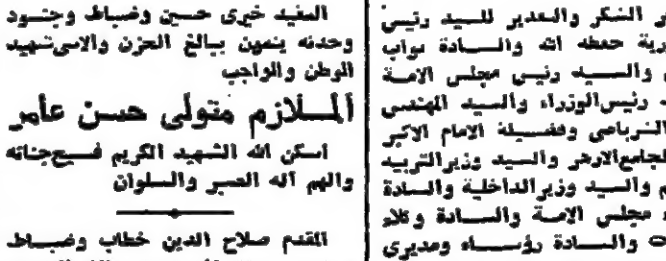 العقيد خيرى حسين وضباط وجنود
وحدته ينعون ببالغ الحزن والاسى شهيد
الوطن والواجب
الملازم متولى حسن عامر
أسكن الله الشهيد الكريم فسيح جناته
والهم آله الصبر والسلوان
المقدم صلاح الدين خطاب وضباط
الشكر والتقدير للسيد رئيس
حفظه الله والسادة نواب
والسيد رئيس مجلس الامة
رئيس الوزراء والسيد المهندس
وفضيلة الامام الاكبر
الجامع الازهر والسيد وزير التربية
والسيد وزير الداخلية والسادة
مجلس الامة والسادة وكلاء
والسادة رؤساء ومديرى